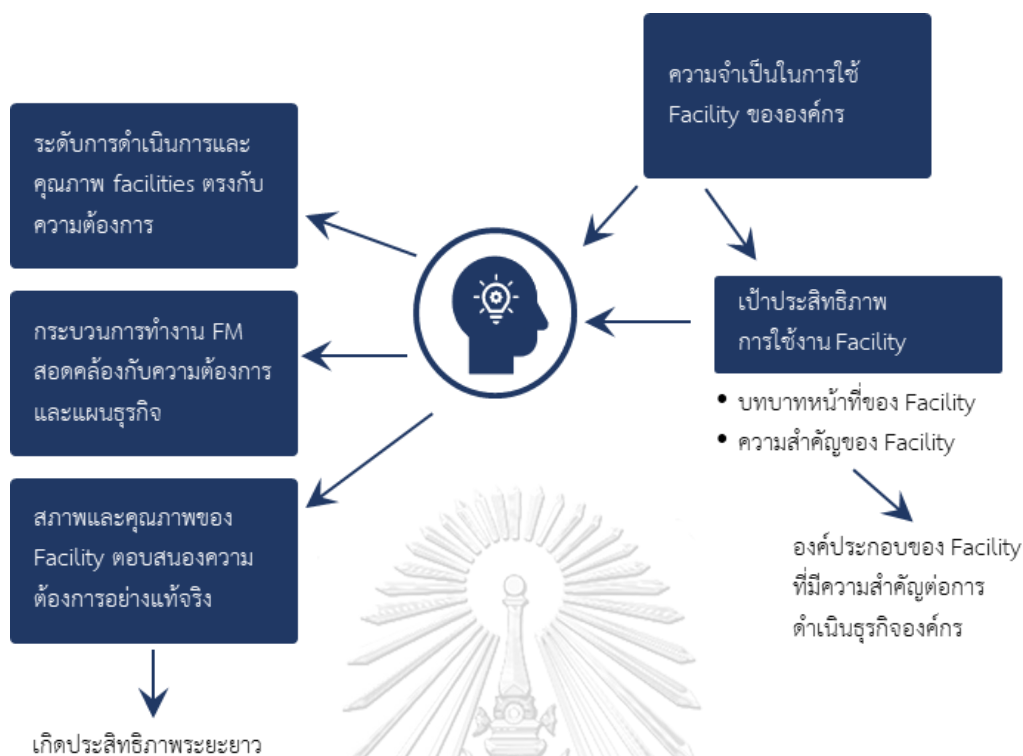 ความจำเป็นในการใช้
Facility ขององค์กร
ระดับการดำเนินการและ
คุณภาพ facilities ตรงกับ
ความต้องการ
กระบวนการทำงาน FM
สอดคล้องกับความต้องการ
และแผนธุรกิจ
สภาพและคุณภาพของ
Facility ตอบสนองความ
ต้องการอย่างแท้จริง
เกิดประสิทธิภาพระยะยาว
เป้าประสิทธิภาพ
การใช้งาน Facility
• บทบาทหน้าที่ของ Facility
• ความสำคัญของ Facility
องค์ประกอบของ Facility
ที่มีความสำคัญต่อการ
ดำเนินธุรกิจองค์กร